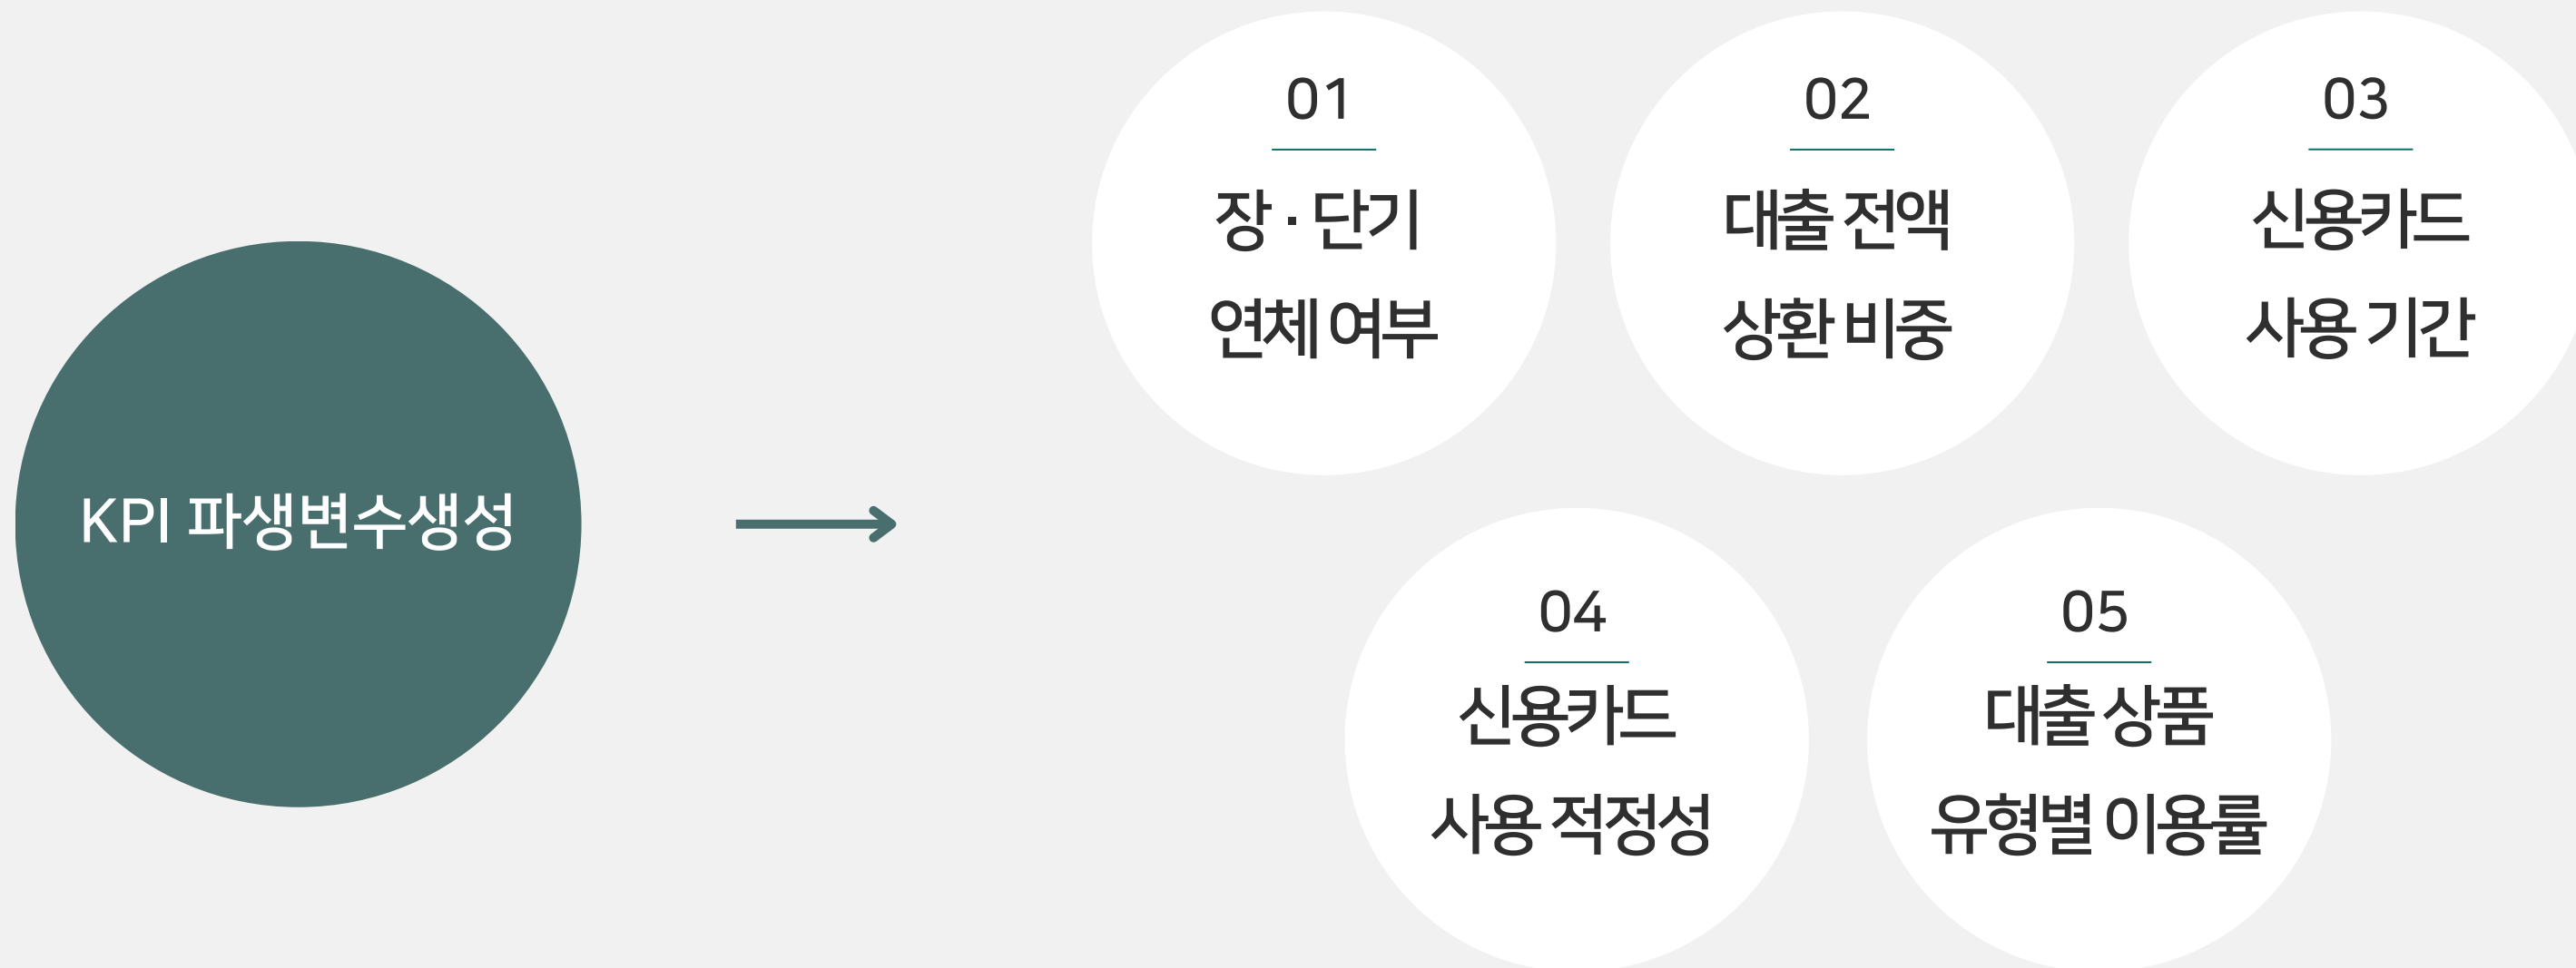 KPI 파생변수생성
01
장 · 단기
연체 여부
02
대출 전액
상환 비중
03
신용카드
사용 기간
04
신용카드
사용 적정성
05
대출 상품
유형별 이용률